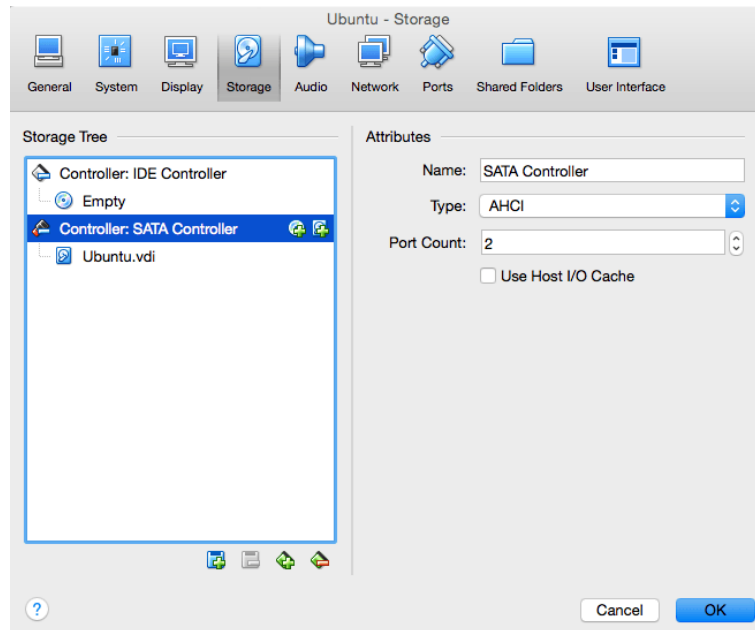 Ubuntu - Storage
General System Display Storage Audio Network Ports Shared Folders User Interface
Storage Tree
Controller: IDE Controller
Empty
Controller: SATA Controller
Ubuntu.vdi
Attributes
Name: SATA Controller
Type: AHCI
Port Count: 2
Use Host I/O Cache
?
Cancel OK